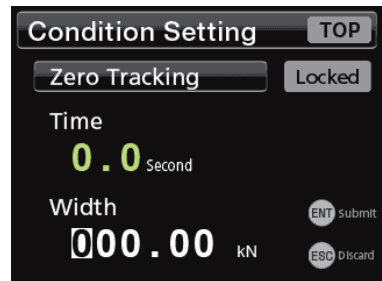 Condition Setting TOP
Zero Tracking Locked
Time
0.0 Second
Width
ENT Submit
000.00 kN
ESC Discard